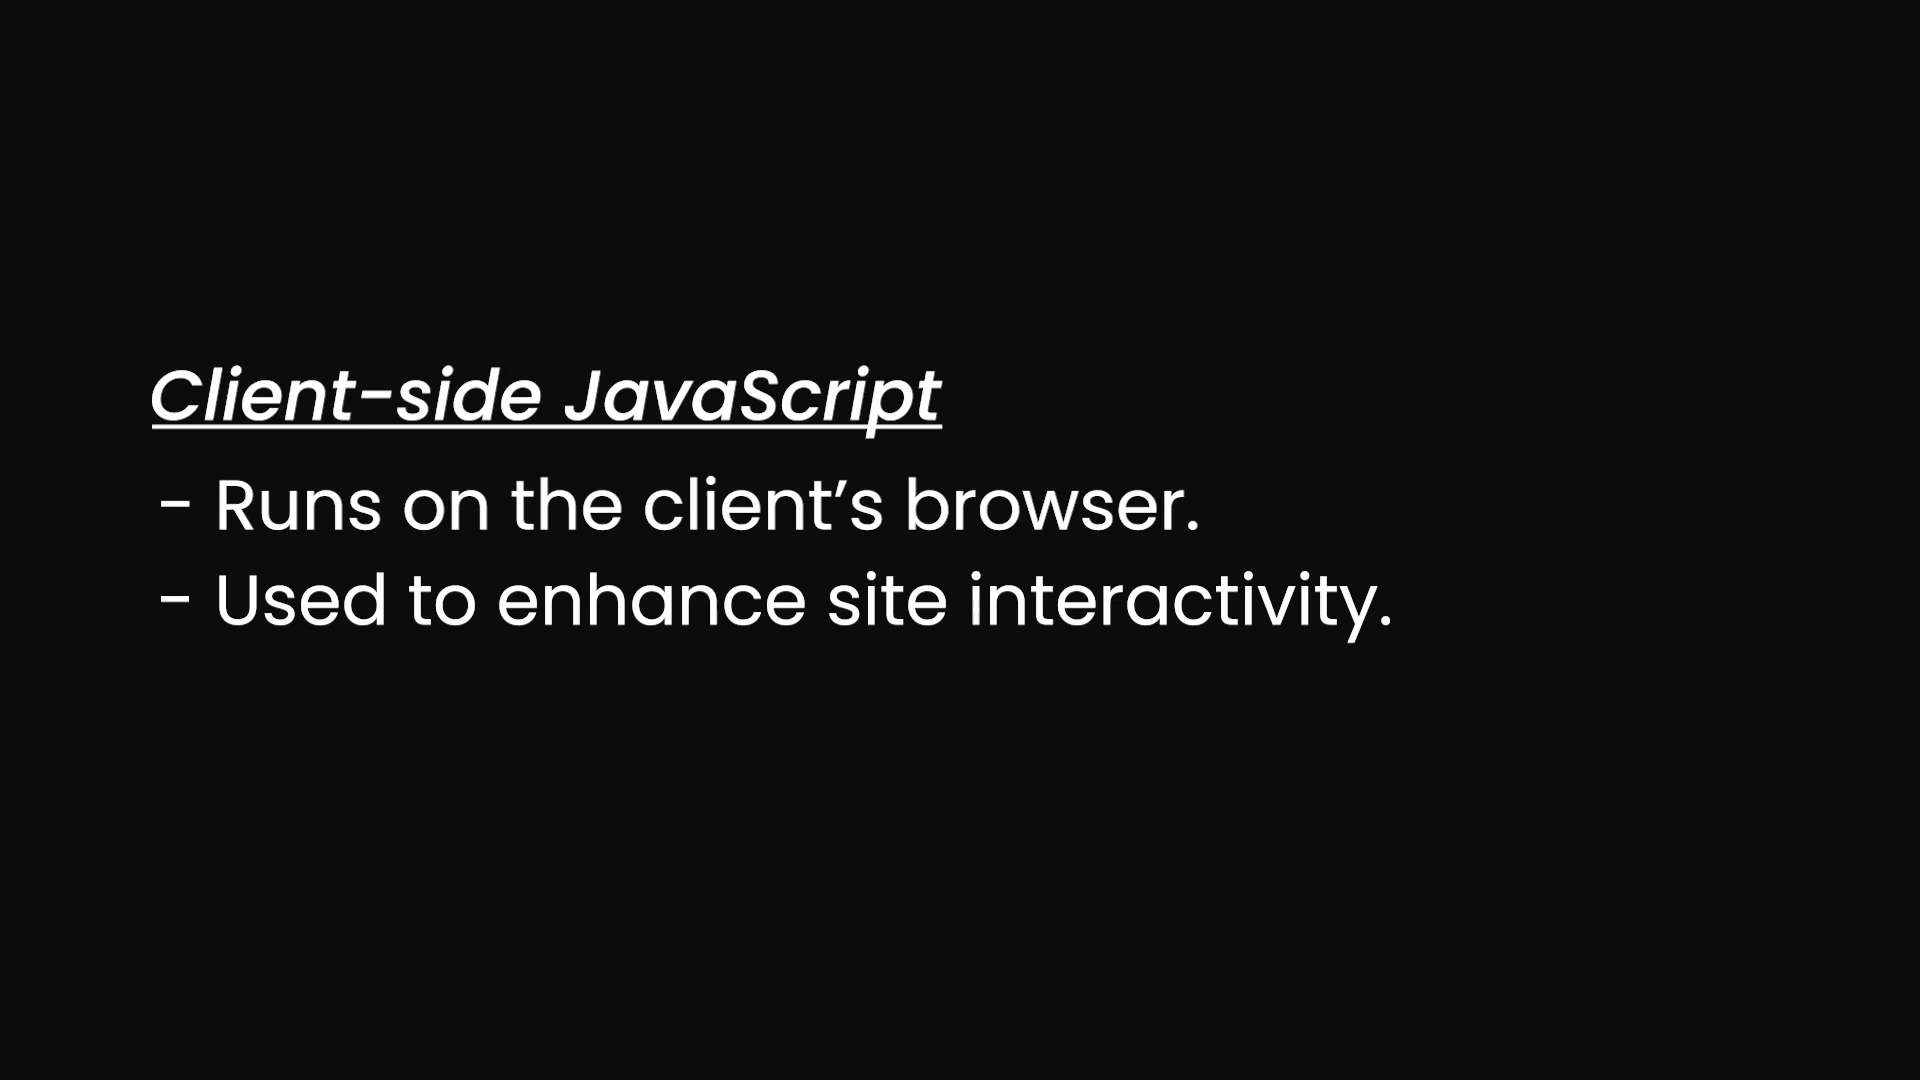 Client-side JavaScript
- Runs on the client’s browser.
- Used to enhance site interactivity.